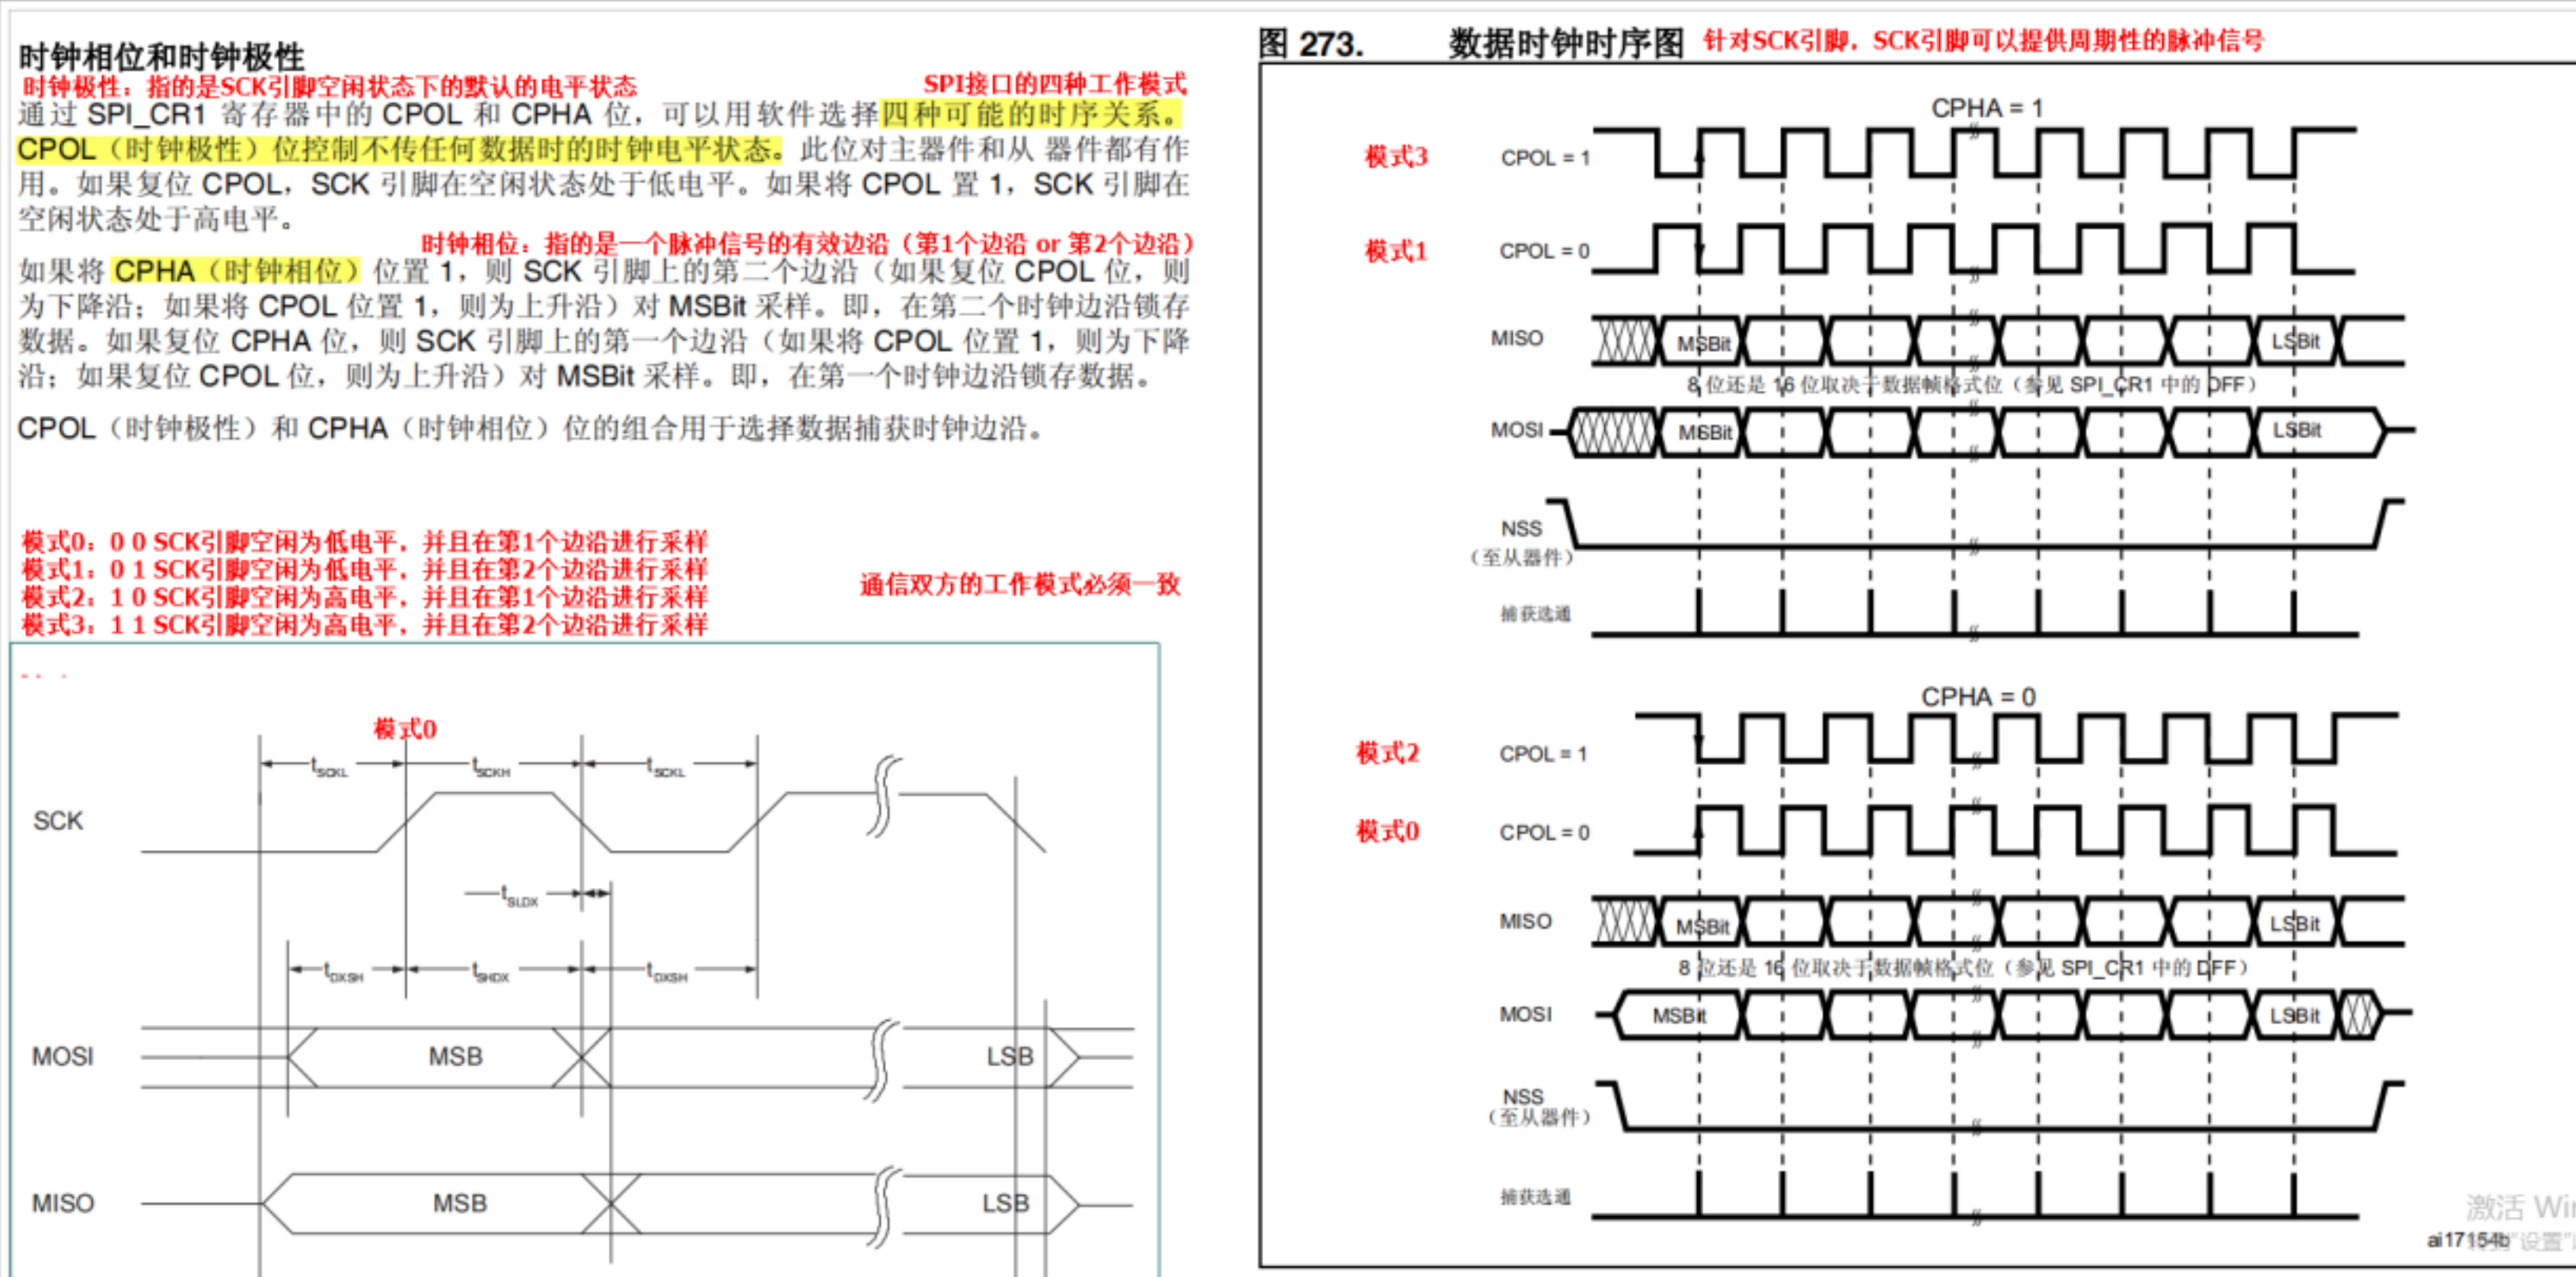 时钟相位和时钟极性
时钟极性：指的是SCK引脚空闲状态下的默认的电平状态
SPI接口的四种工作模式
通过 SPI_CR1 寄存器中的 CPOL 和 CPHA 位，可以用软件选择四种可能的时序关系。
CPOL（时钟极性）位控制不传任何数据时的时钟电平状态。此位对主器件和从 器件都有作
用。如果复位 CPOL，SCK 引脚在空闲状态处于低电平。如果将 CPOL 置 1，SCK 引脚在
空闲状态处于高电平。
时钟相位：指的是一个脉冲信号的有效边沿（第1个边沿 or 第2个边沿）
如果将 CPHA（时钟相位）位置 1，则 SCK 引脚上的第二个边沿（如果复位 CPOL 位，则
为下降沿；如果将 CPOL 位置 1，则为上升沿）对 MSBit 采样。即，在第二个时钟边沿锁存
数据。如果复位 CPHA 位，则 SCK 引脚上的第一个边沿（如果将 CPOL 位置 1，则为下降
沿；如果复位 CPOL 位，则为上升沿）对 MSBit 采样。即，在第一个时钟边沿锁存数据。
CPOL（时钟极性）和 CPHA（时钟相位）位的组合用于选择数据捕获时钟边沿。
模式0：0 0 SCK引脚空闲为低电平，并且在第1个边沿进行采样
模式1：0 1 SCK引脚空闲为低电平，并且在第2个边沿进行采样
模式2：1 0 SCK引脚空闲为高电平，并且在第1个边沿进行采样
模式3：1 1 SCK引脚空闲为高电平，并且在第2个边沿进行采样
通信双方的工作模式必须一致
模式0
tSCKL tSCKH tSCKL
SCK
tSLDX
tDXSH tSHDX tDXSH
MOSI MSB LSB
MISO MSB LSB
图 273. 数据时钟时序图 针对SCK引脚，SCK引脚可以提供周期性的脉冲信号
CPHA = 1
模式3 CPOL = 1
模式1 CPOL = 0
MISO MSBit LSBit
8 位还是 16 位取决于数据帧格式位（参见 SPI_CR1 中的 DFF）
MOSI MSBit LSBit
NSS
（至从器件）
捕获选通
CPHA = 0
模式2 CPOL = 1
模式0 CPOL = 0
MISO MSBit LSBit
8 位还是 16 位取决于数据帧格式位（参见 SPI_CR1 中的 DFF）
MOSI MSBit LSBit
NSS
（至从器件）
捕获选通
激活 Win
ai17154b "设置"